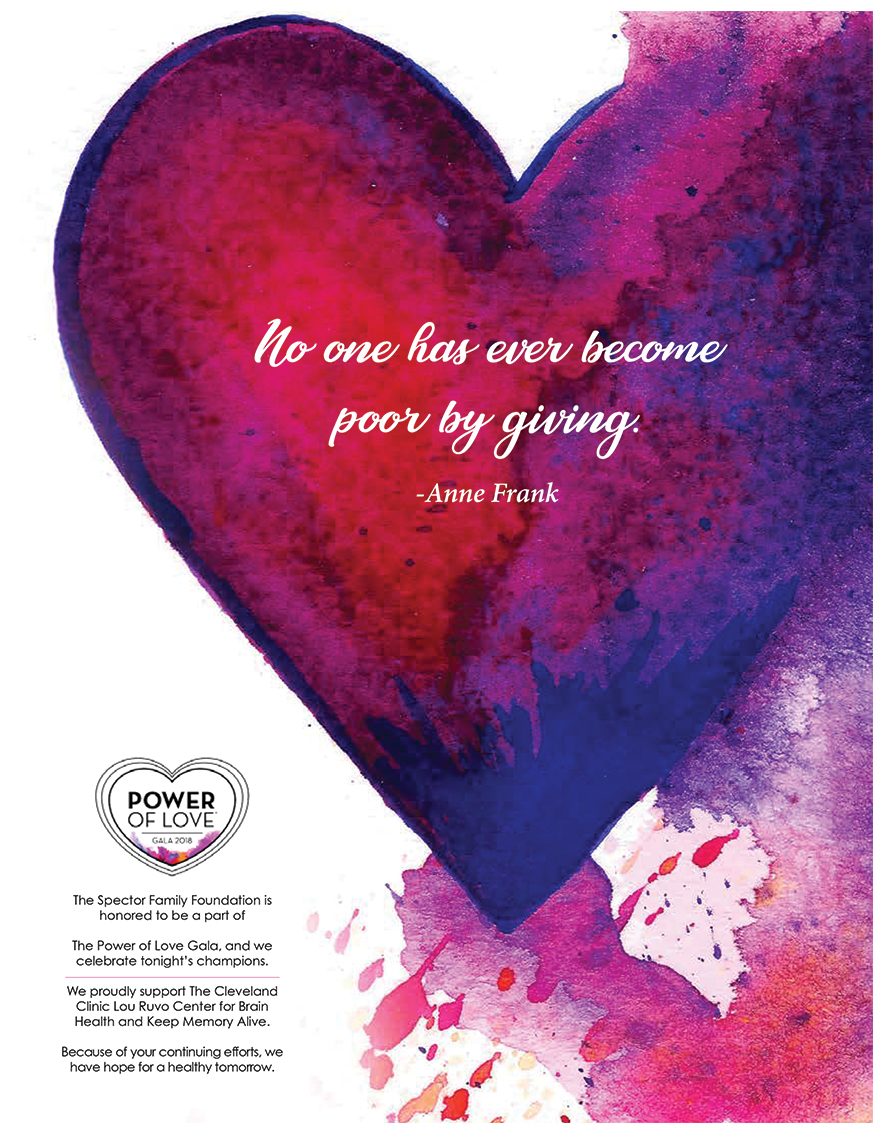 No one has ever become
poor by giving.
-Anne Frank
POWER
OF LOVE
GALA 2018
The Spector Family Foundation is
honored to be a part of
The Power of Love Gala, and we
celebrate tonight's champions.
We proudly support The Cleveland
Clinic Lou Ruvo Center for Brain
Health and Keep Memory Alive.
Because of your continuing efforts, we
have hope for a healthy tomorrow.